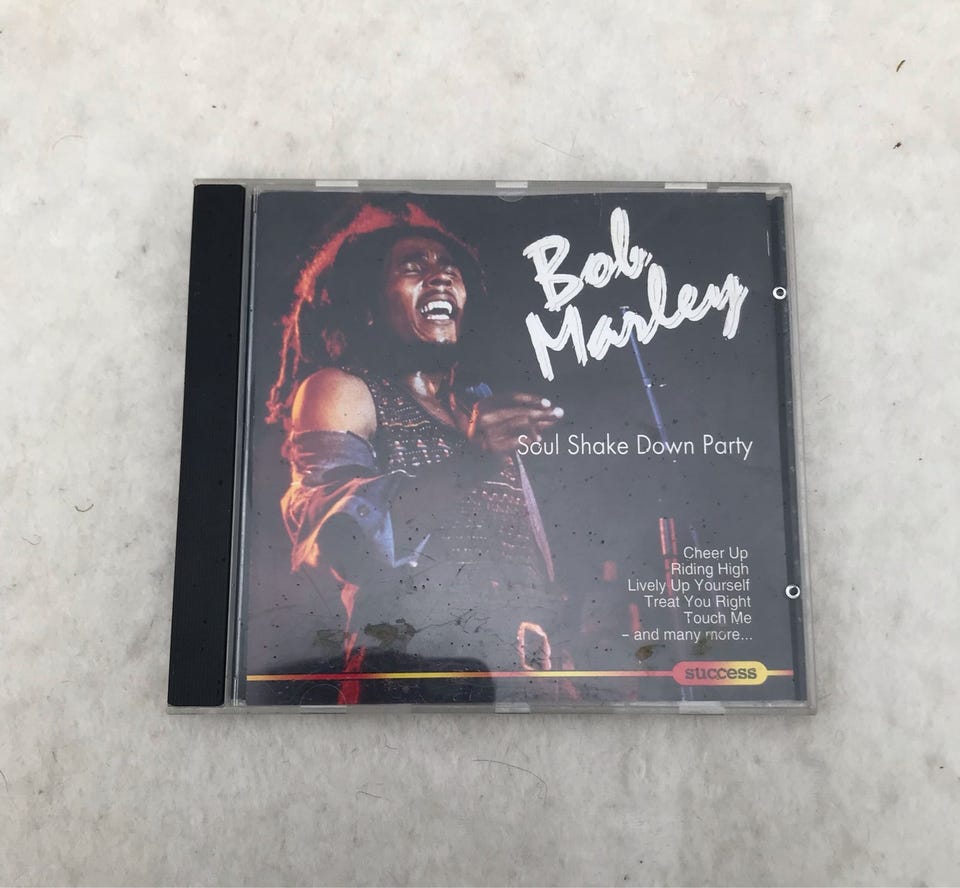 Bob
Marley
Soul Shake Down Party
Cheer Up
Riding High
Lively Up Yourself
Treat You Right
Touch Me
– and many more...
success